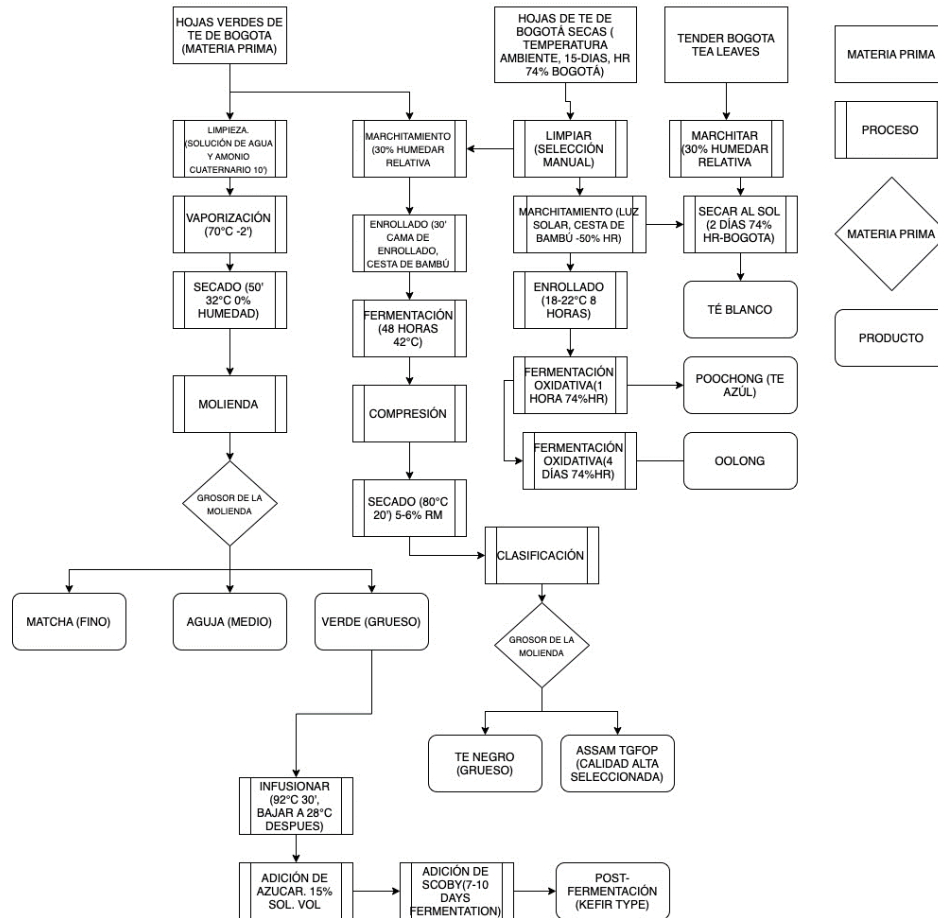 HOJAS VERDES DE
TE DE BOGOTA
(MATERIA PRIMA)
HOJAS DE TE DE
BOGOTÁ SECAS (
TEMPERATURA
AMBIENTE, 15-DIAS, HR
74% BOGOTÁ)
TENDER BOGOTA
TEA LEAVES
MATERIA PRIMA
LIMPIEZA.
(SOLUCIÓN DE AGUA
Y AMONIO
CUATERNARIO 10')
MARCHITAMIENTO
(30% HUMEDAR
RELATIVA
LIMPIAR
(SELECCIÓN
MANUAL)
MARCHITAR
(30% HUMEDAR
RELATIVA
PROCESO
VAPORIZACIÓN
(70°C -2')
ENROLLADO (30'
CAMA DE
ENROLLADO,
CESTA DE BAMBÚ
MARCHITAMIENTO (LUZ
SOLAR, CESTA DE
BAMBÚ -50% HR)
SECAR AL SOL
(2 DÍAS 74%
HR-BOGOTA)
MATERIA PRIMA
SECADO (50'
32°C 0%
HUMEDAD)
FERMENTACIÓN
(48 HORAS
42°C)
ENROLLADO
(18-22°C 8
HORAS)
TÉ BLANCO
PRODUCTO
MOLIENDA
COMPRESIÓN
FERMENTACIÓN
OXIDATIVA(1
HORA 74%HR)
POOCHONG (TE
AZÚL)
FERMENTACIÓN
OXIDATIVA(4
DÍAS 74%HR)
OOLONG
GROSOR DE LA
MOLIENDA
SECADO (80°C
20') 5-6% RM
CLASIFICACIÓN
MATCHA (FINO)
AGUJA (MEDIO)
VERDE (GRUESO)
GROSOR DE LA
MOLIENDA
TE NEGRO
(GRUESO)
ASSAM TGFOP
(CALIDAD ALTA
SELECCIONADA)
INFUSIONAR
(92°C 30',
BAJAR A 28°C
DESPUES)
ADICIÓN DE
AZUCAR. 15%
SOL. VOL
ADICIÓN DE
SCOBY(7-10
DAYS
FERMENTATION)
POST-
FERMENTACIÓN
(KEFIR TYPE)